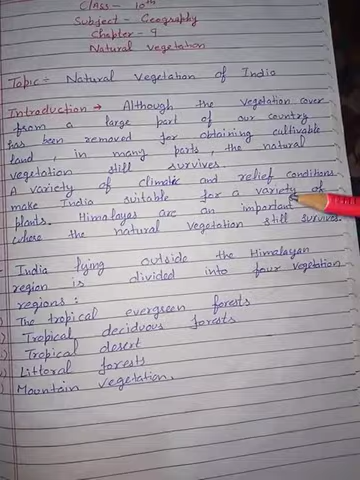 Class - 10th
Subject - Geography
Chapter - 9
Natural Vegetation
Topic ÷ Natural Vegetation of India
Introduction → Although the vegetation cover
from a large part of our country
has been removed for obtaining cultivable
land, in many parts, the natural
vegetation still survives.
A variety of climatic and relief conditions
make India suitable for a variety of
plants. Himalayas are an important
where the natural vegetation still survives.
India lying outside the Himalayan
region is divided into four vegetation
regions :
The tropical evergreen forests
Tropical deciduous forests
Tropical desert
Littoral forests
Mountain vegetation.